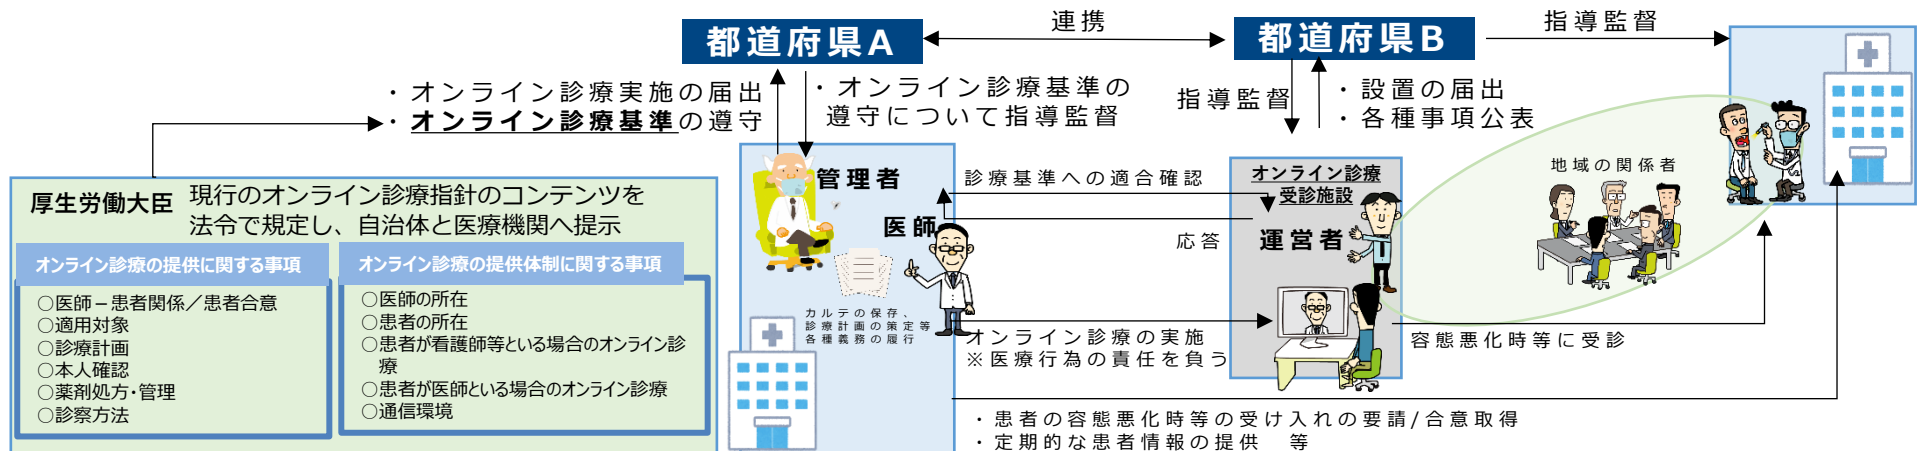 都道府県A
連携
都道府県B
指導監督
・オンライン診療実施の届出
・オンライン診療基準の遵守
・オンライン診療基準の
遵守について指導監督
指導監督
・設置の届出
・各種事項公表
厚生労働大臣
現行のオンライン診療指針のコンテンツを
法令で規定し、自治体と医療機関へ提示
オンライン診療の提供に関する事項
○医師－患者関係／患者合意
○適用対象
○診療計画
○本人確認
○薬剤処方・管理
○診察方法
オンライン診療の提供体制に関する事項
○医師の所在
○患者の所在
○患者が看護師等といる場合のオンライン診
療
○患者が医師といる場合のオンライン診療
○通信環境
管理者
医師
カルテの保存、
診療計画の策定等
各種義務の履行
診療基準への適合確認
応答
オンライン診療の実施
※医療行為の責任を負う
オンライン診療
受診施設
運営者
地域の関係者
容態悪化時等に受診
・患者の容態悪化時等の受け入れの要請/合意取得
・定期的な患者情報の提供　等